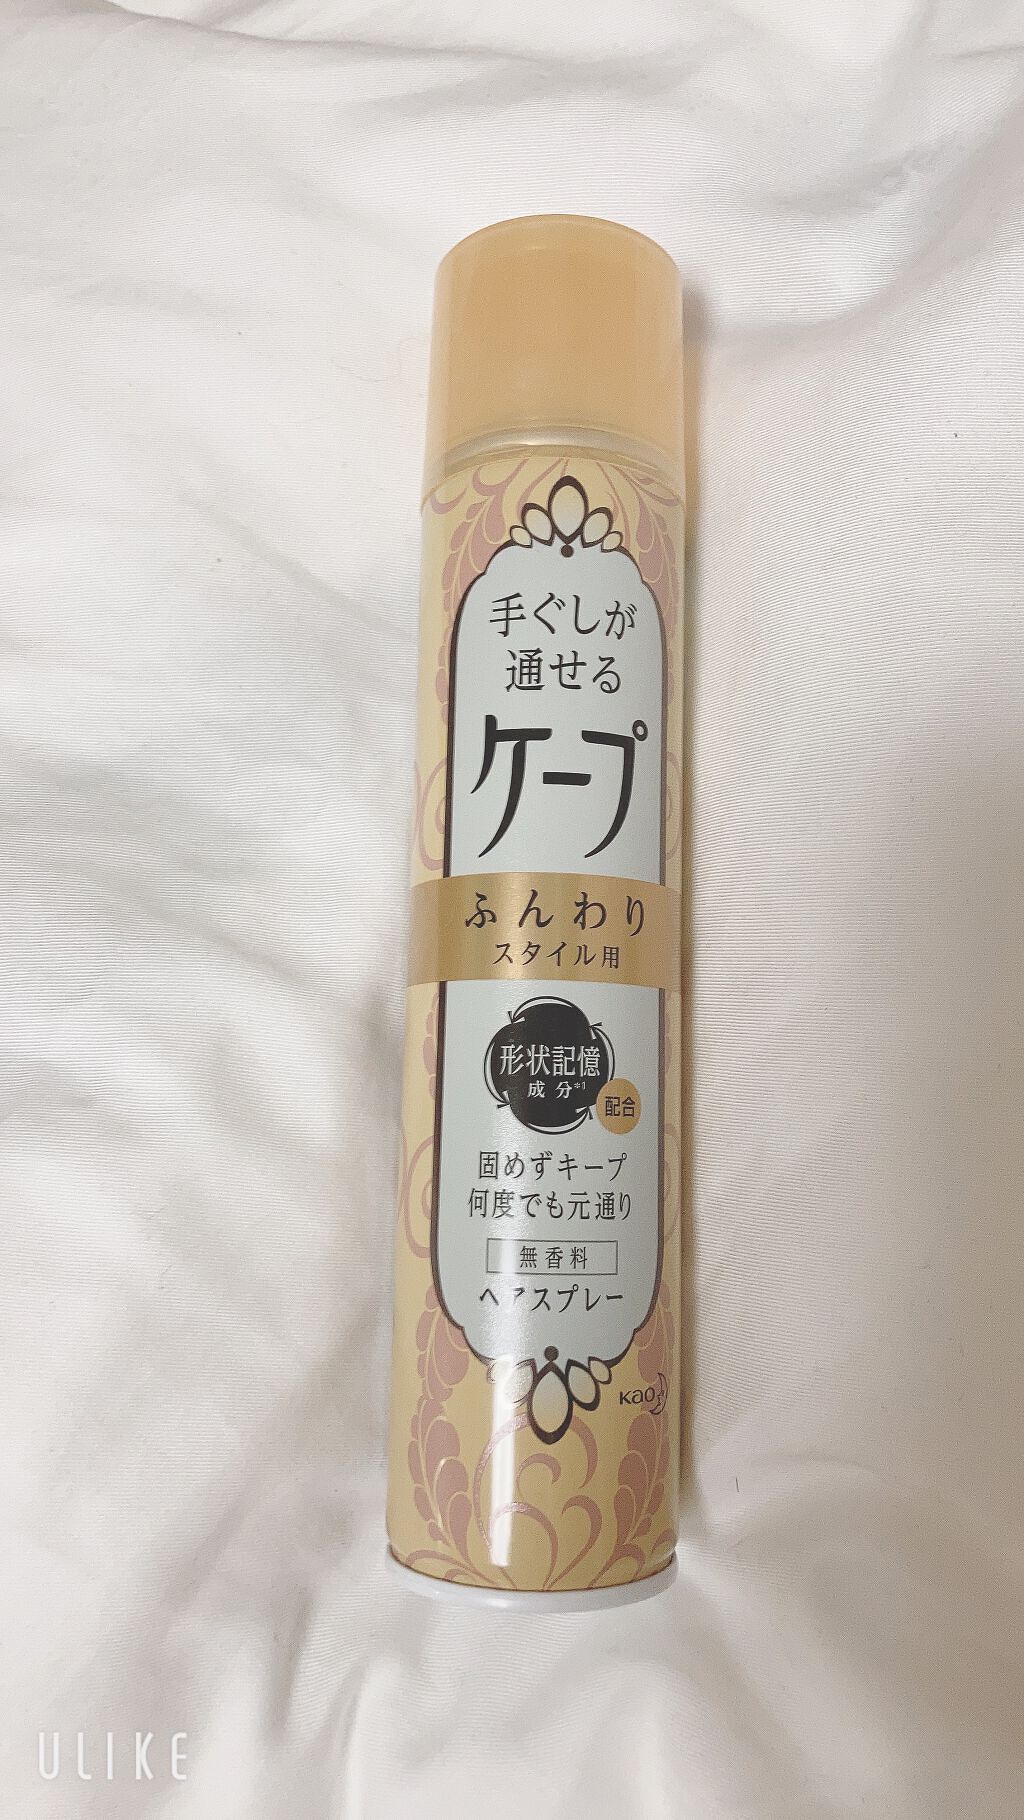 手ぐしが
通せる
ケープ
ふんわり
スタイル用
形状記憶
成分*1
配合
固めずキープ
何度でも元通り
無香料
ヘアスプレー
Kao
ULIKE